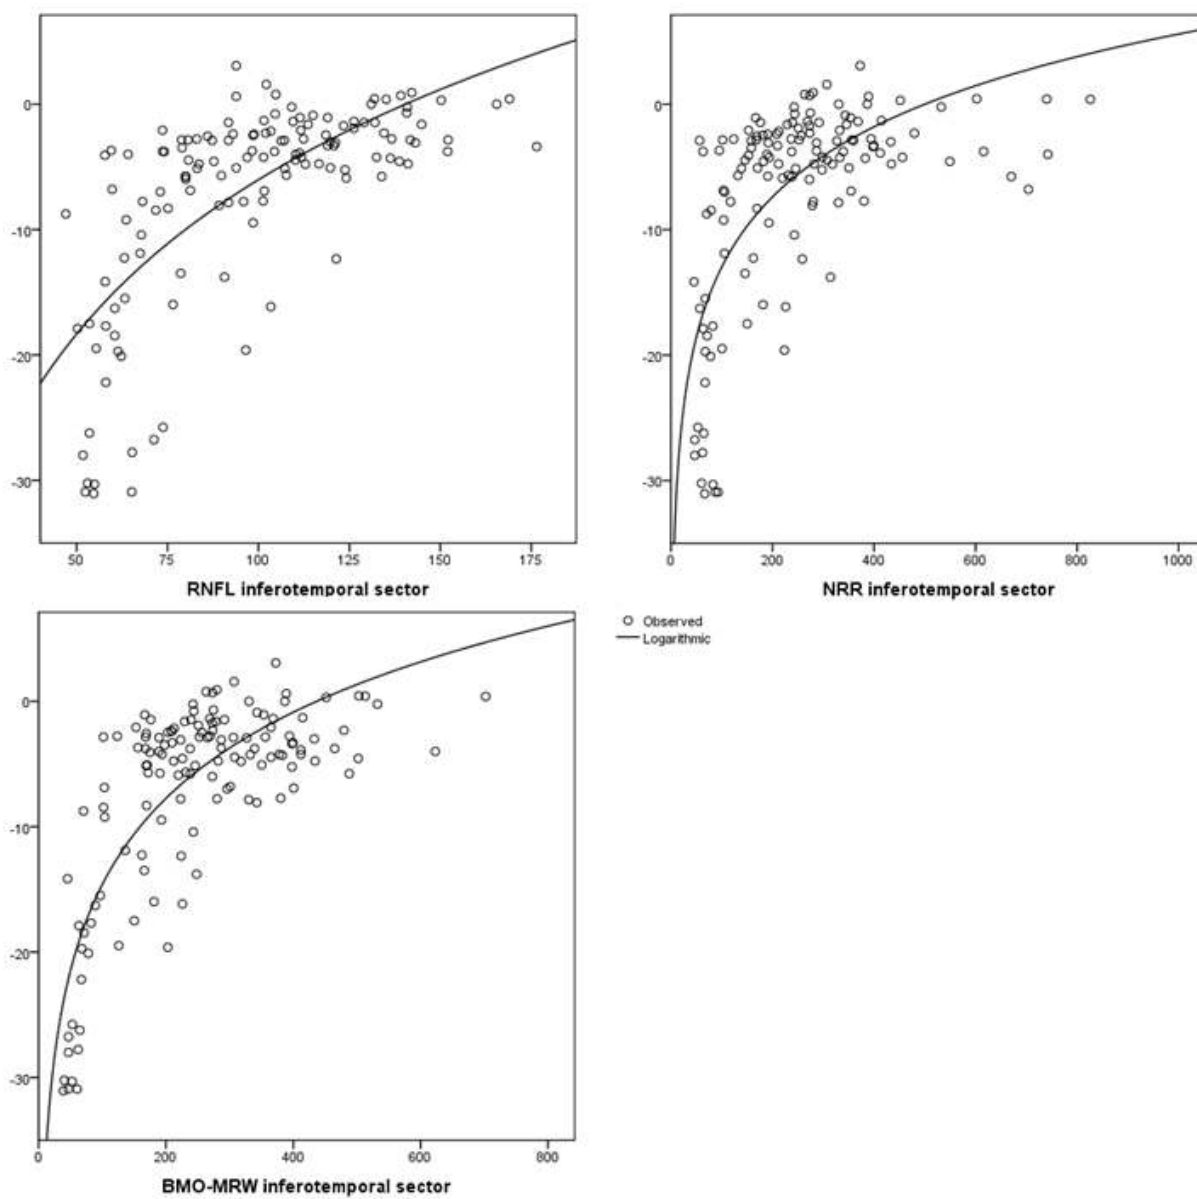 0
-10
-20
-30
50 75 100 125 150 175
RNFL inferotemporal sector
0
-10
-20
-30
0 200 400 600 800 1000
NRR inferotemporal sector
Observed
Logarithmic
0
-10
-20
-30
0 200 400 600 800
BMO-MRW inferotemporal sector